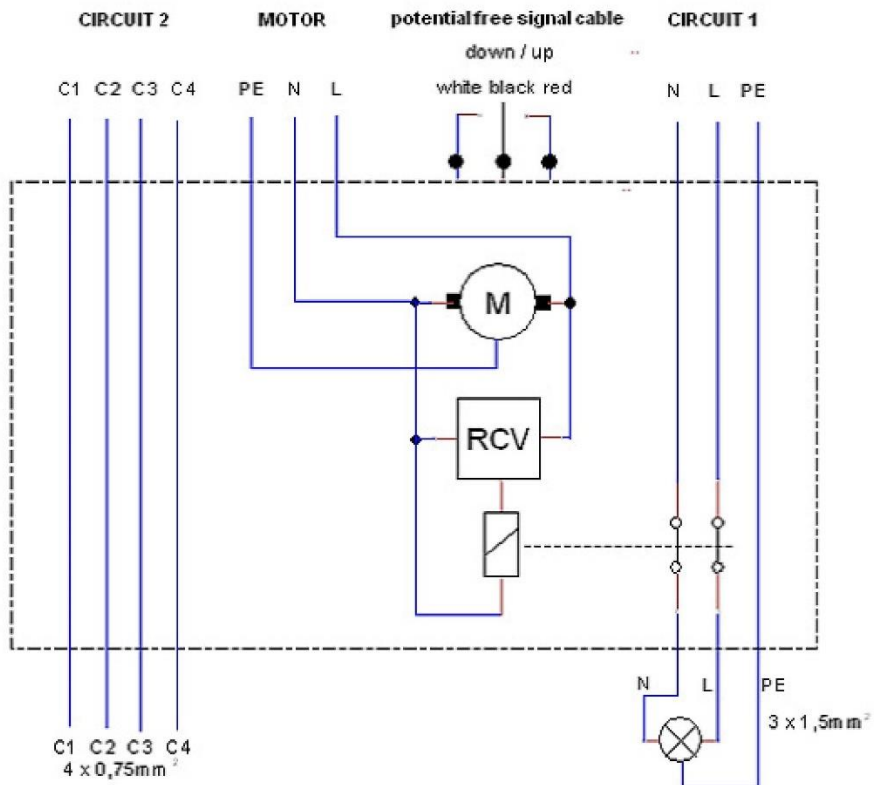 CIRCUIT 2 MOTOR potential free signal cable CIRCUIT 1
down / up
C1 C2 C3 C4 PE N L white black red N L PE
M
RCV
N L PE
3 x 1,5mm²
C1 C2 C3 C4
4 x 0,75mm²